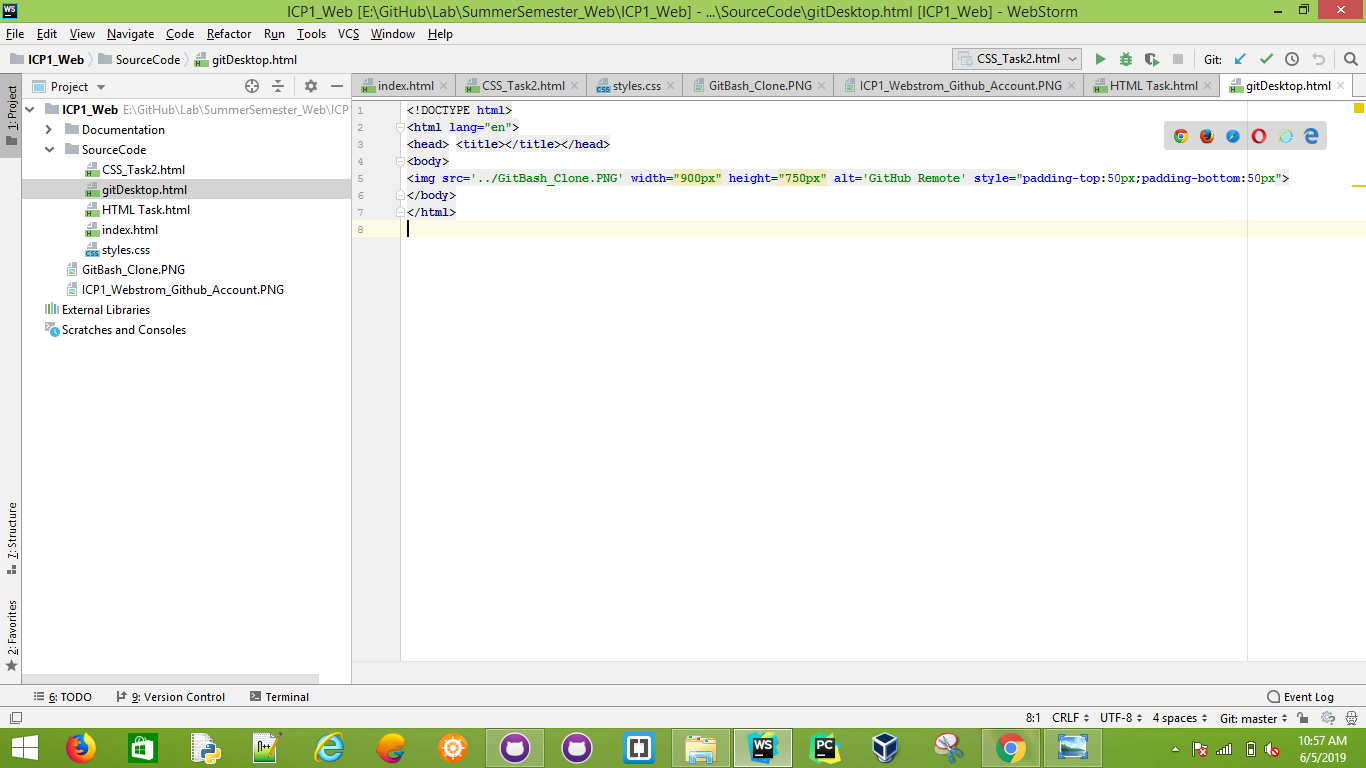 WS ICP1_Web [E:\GitHub\Lab\SummerSemester_Web\ICP1_Web] - ...\SourceCode\gitDesktop.html [ICP1_Web] - WebStorm
File Edit View Navigate Code Refactor Run Tools VCS Window Help
ICP1_Web SourceCode gitDesktop.html CSS_Task2.html Git:
Project
index.html CSS_Task2.html styles.css GitBash_Clone.PNG ICP1_Webstrom_Github_Account.PNG HTML Task.html gitDesktop.html
1: Project
ICP1_Web E:\GitHub\Lab\SummerSemester_Web\ICP1
Documentation
SourceCode
CSS_Task2.html
gitDesktop.html
HTML Task.html
index.html
styles.css
GitBash_Clone.PNG
ICP1_Webstrom_Github_Account.PNG
External Libraries
Scratches and Consoles
1 <!DOCTYPE html>
2 <html lang="en">
3 <head> <title></title></head>
4 <body>
5 <img src='../GitBash_Clone.PNG' width="900px" height="750px" alt='GitHub Remote' style="padding-top:50px;padding-bottom:50px">
6 </body>
7 </html>
8
7: Structure
2: Favorites
6: TODO 9: Version Control Terminal Event Log
8:1 CRLF UTF-8 4 spaces Git: master
WS PC 10:57 AM
6/5/2019